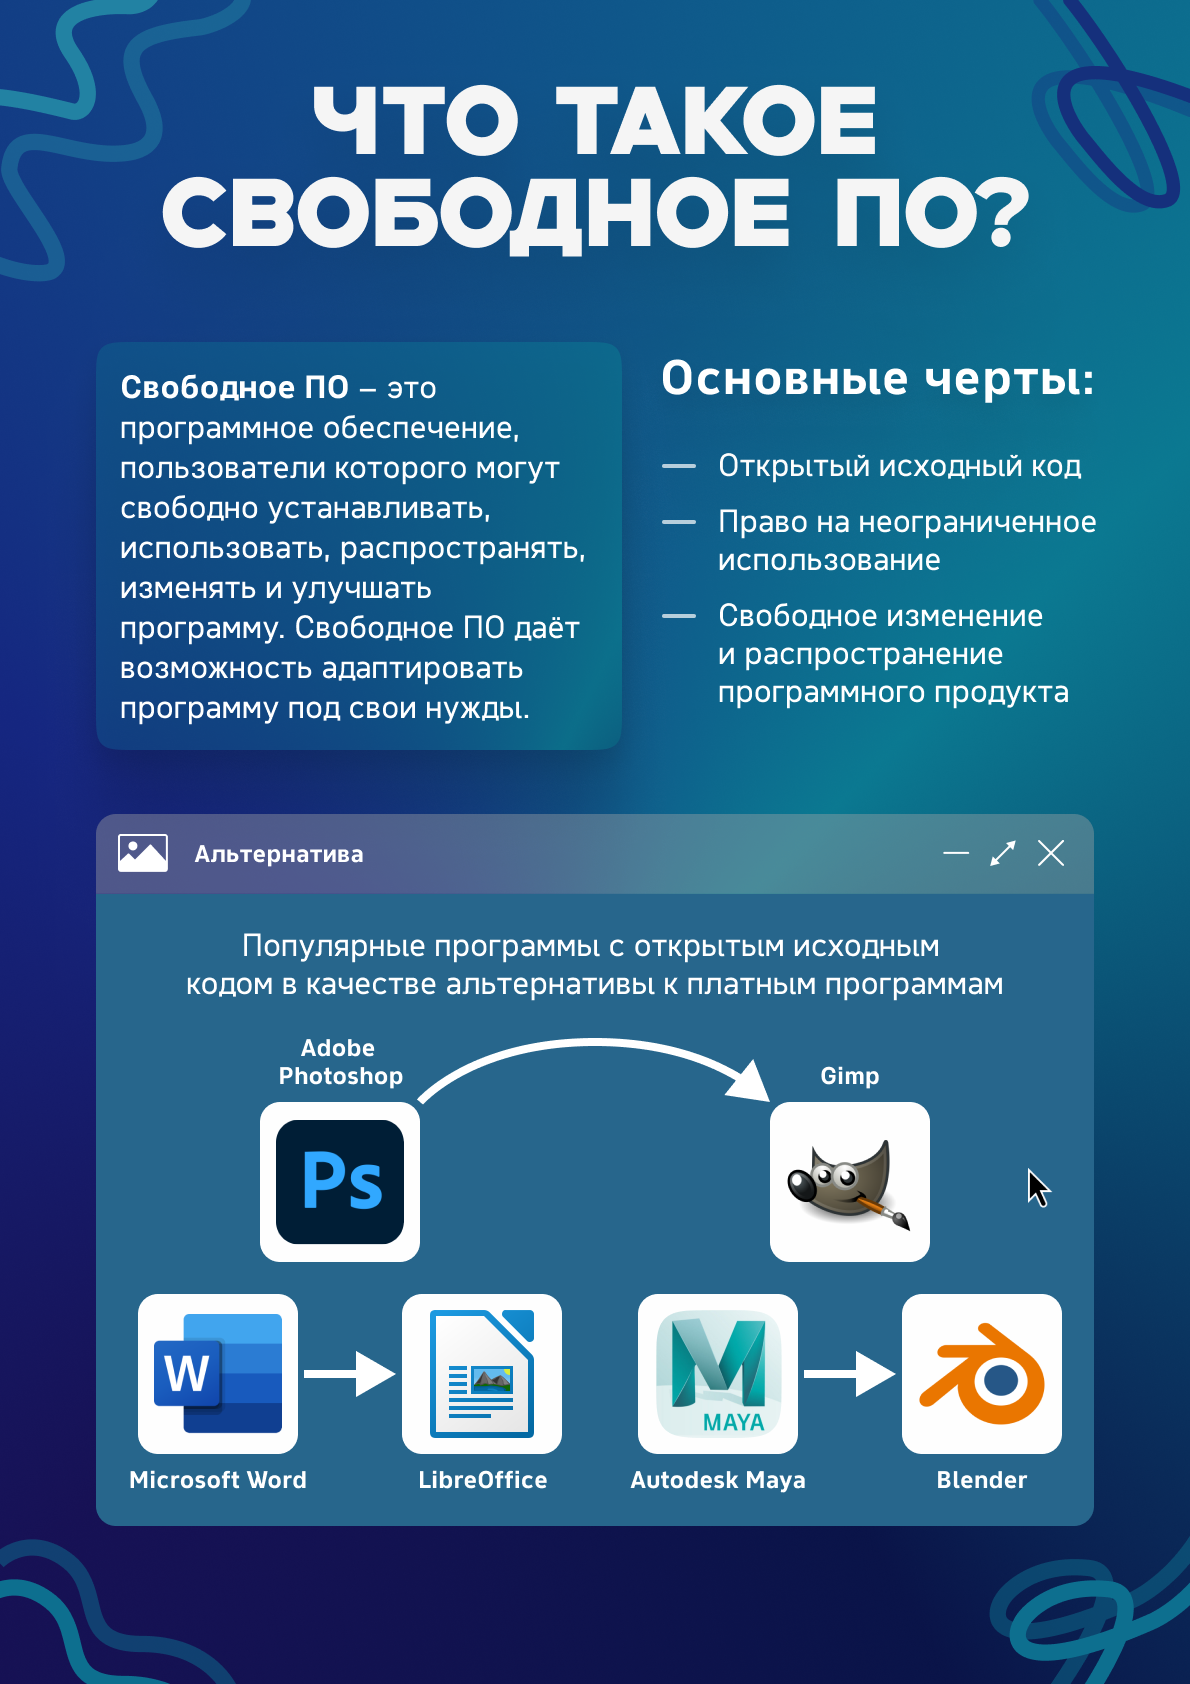 ЧТО ТАКОЕ
СВОБОДНОЕ ПО?
Свободное ПО – это
программное обеспечение,
пользователи которого могут
свободно устанавливать,
использовать, распространять,
изменять и улучшать
программу. Свободное ПО даёт
возможность адаптировать
программу под свои нужды.
Основные черты:
— Открытый исходный код
— Право на неограниченное
использование
— Свободное изменение
и распространение
программного продукта
Альтернатива
Популярные программы с открытым исходным
кодом в качестве альтернативы к платным программам
Adobe
Photoshop
Gimp
Ps
W
MAYA
Microsoft Word
LibreOffice
Autodesk Maya
Blender